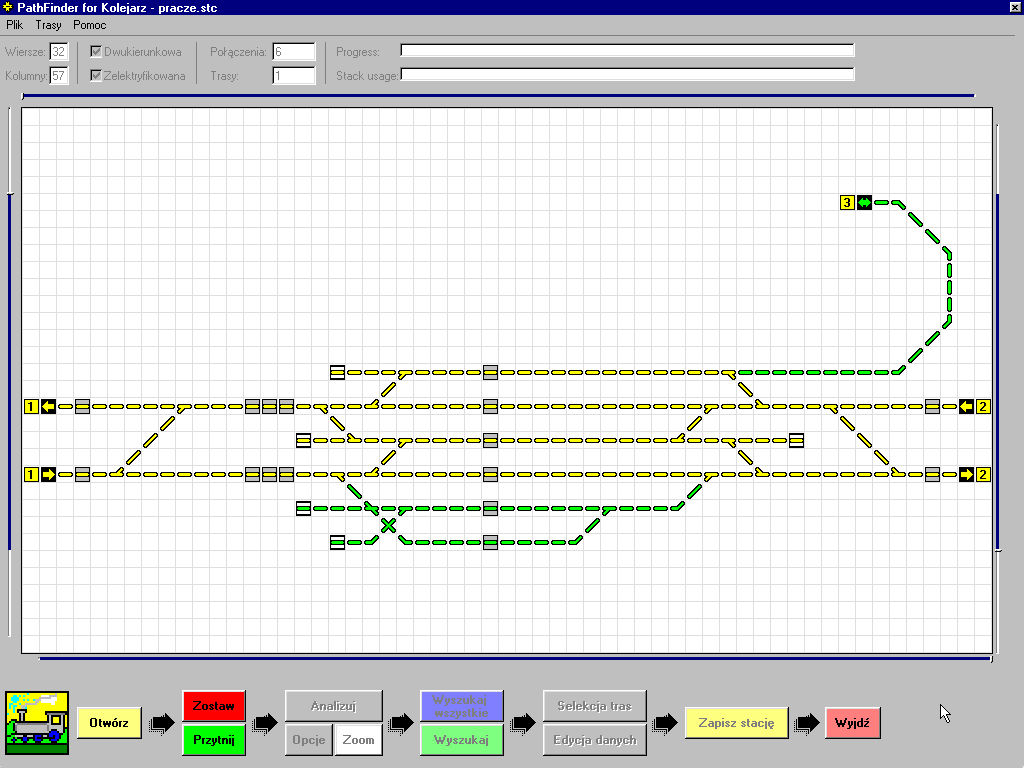 PathFinder for Kolejarz - pracze.stc
Plik Trasy Pomoc
Wiersze: 32 Dwukierunkowa Połączenia: 6 Progress:
Kolumny: 57 Zelektryfikowana Trasy: 1 Stack usage:
3
1 2
1 2
Otwórz
Zostaw
Przytnij
Analizuj
Opcje Zoom
Wyszukaj
wszystkie
Wyszukaj
Selekcja tras
Edycja danych
Zapisz stację
Wyjdź